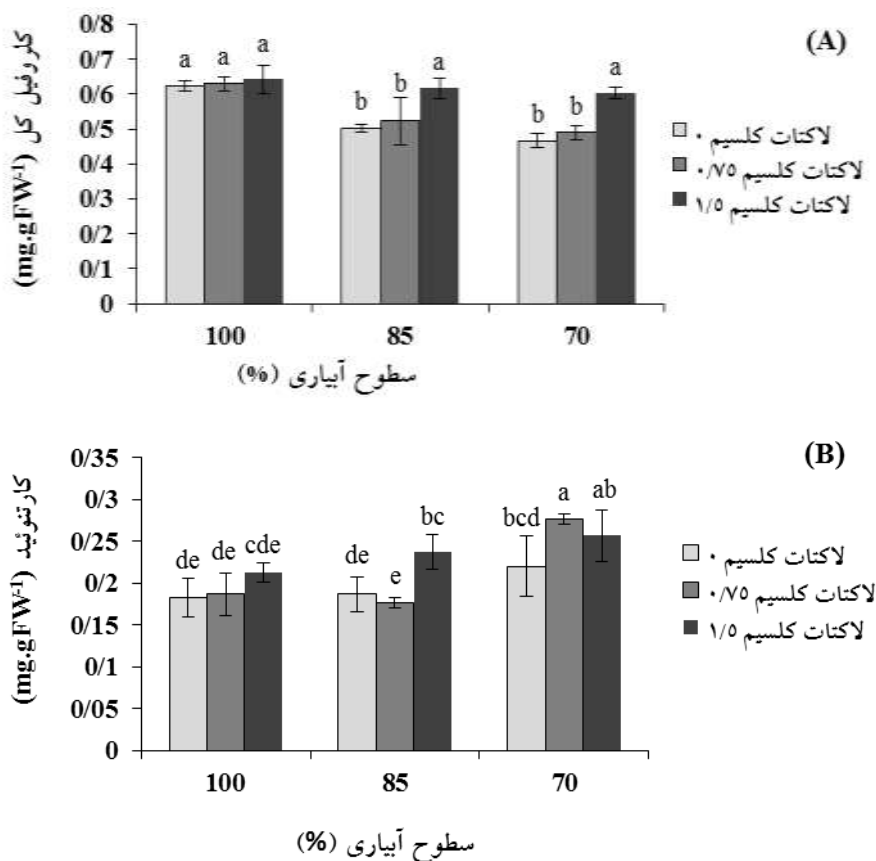 (A)
کلروفیل کل (mg.gFW-1)
0/8
0/7
0/6
0/5
0/4
0/3
0/2
0/1
0
a a a
b b a
b b a
100 85 70
سطوح آبیاری (%)
لاکتات کلسیم ۰
لاکتات کلسیم ۰/۷۵
لاکتات کلسیم ۱/۵
(B)
کارتنوئید (mg.gFW-1)
0/35
0/3
0/25
0/2
0/15
0/1
0/05
0
de de cde
de e bc
bcd a ab
100 85 70
سطوح آبیاری (%)
لاکتات کلسیم ۰
لاکتات کلسیم ۰/۷۵
لاکتات کلسیم ۱/۵